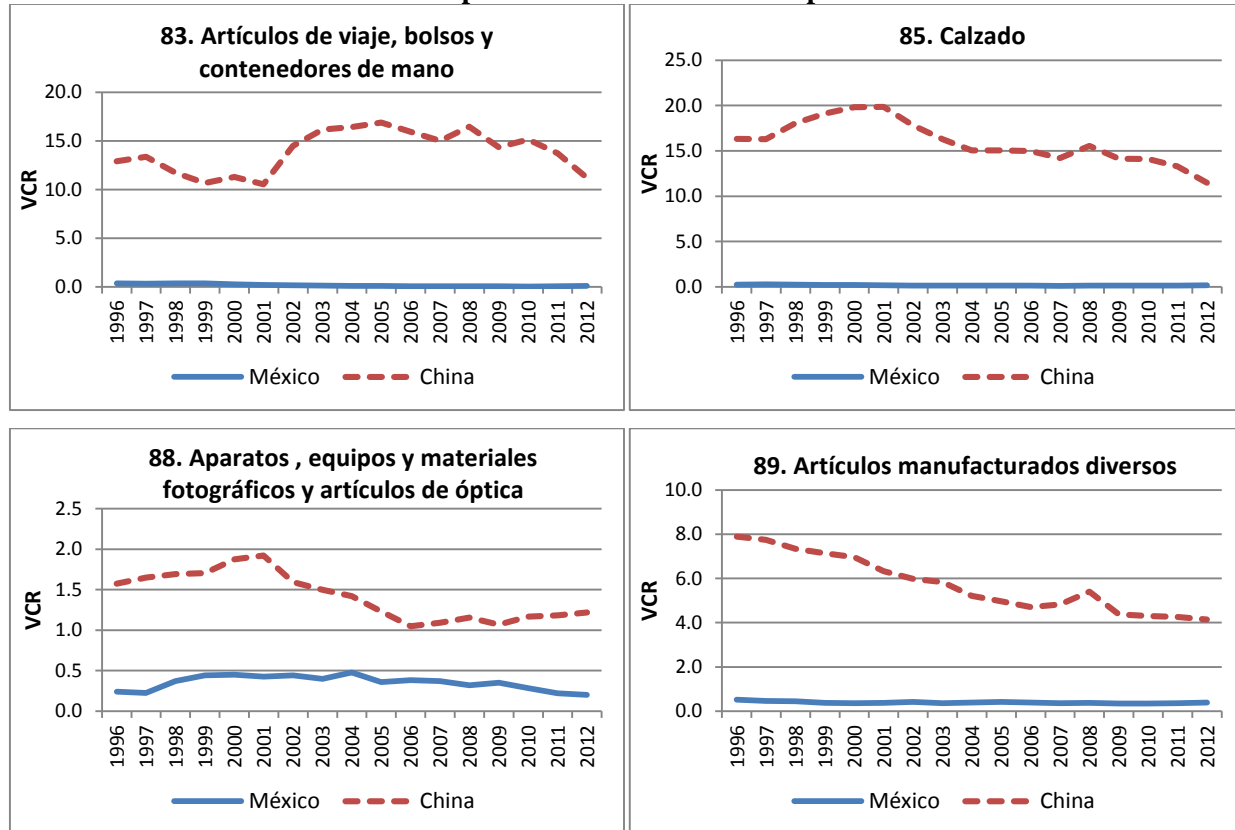 83. Artículos de viaje, bolsos y
contenedores de mano
20.0
15.0
10.0
5.0
0.0
VCR
1996 1997 1998 1999 2000 2001 2002 2003 2004 2005 2006 2007 2008 2009 2010 2011 2012
México China
85. Calzado
25.0
20.0
15.0
10.0
5.0
0.0
VCR
1996 1997 1998 1999 2000 2001 2002 2003 2004 2005 2006 2007 2008 2009 2010 2011 2012
México China
88. Aparatos , equipos y materiales
fotográficos y artículos de óptica
2.5
2.0
1.5
1.0
0.5
0.0
VCR
1996 1997 1998 1999 2000 2001 2002 2003 2004 2005 2006 2007 2008 2009 2010 2011 2012
México China
89. Artículos manufacturados diversos
10.0
8.0
6.0
4.0
2.0
0.0
VCR
1996 1997 1998 1999 2000 2001 2002 2003 2004 2005 2006 2007 2008 2009 2010 2011 2012
México China